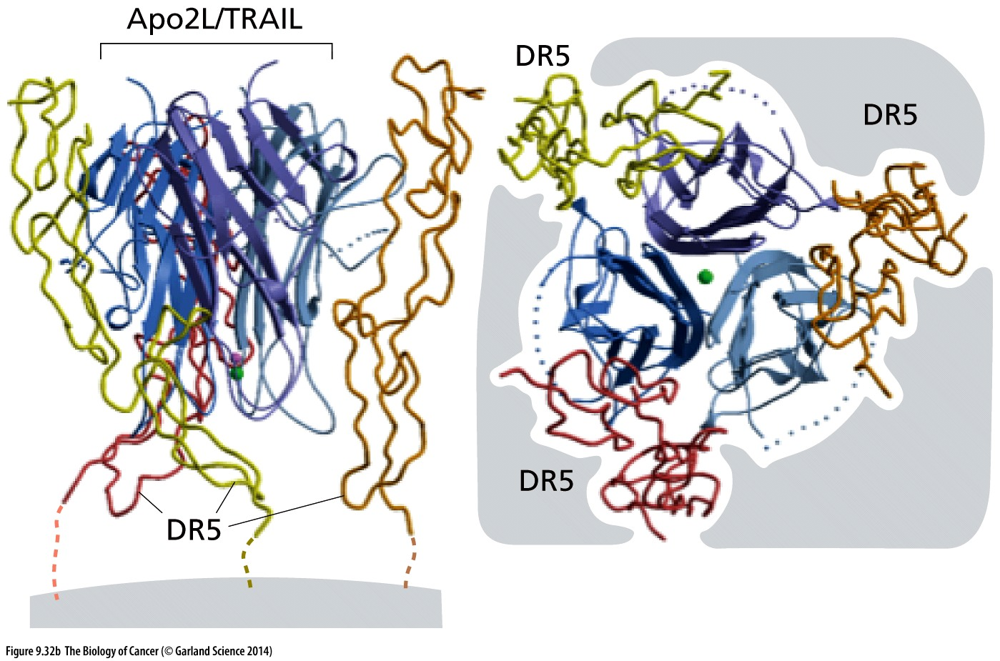 Apo2L/TRAIL
DR5
DR5
DR5
DR5
Figure 9.32b The Biology of Cancer (© Garland Science 2014)